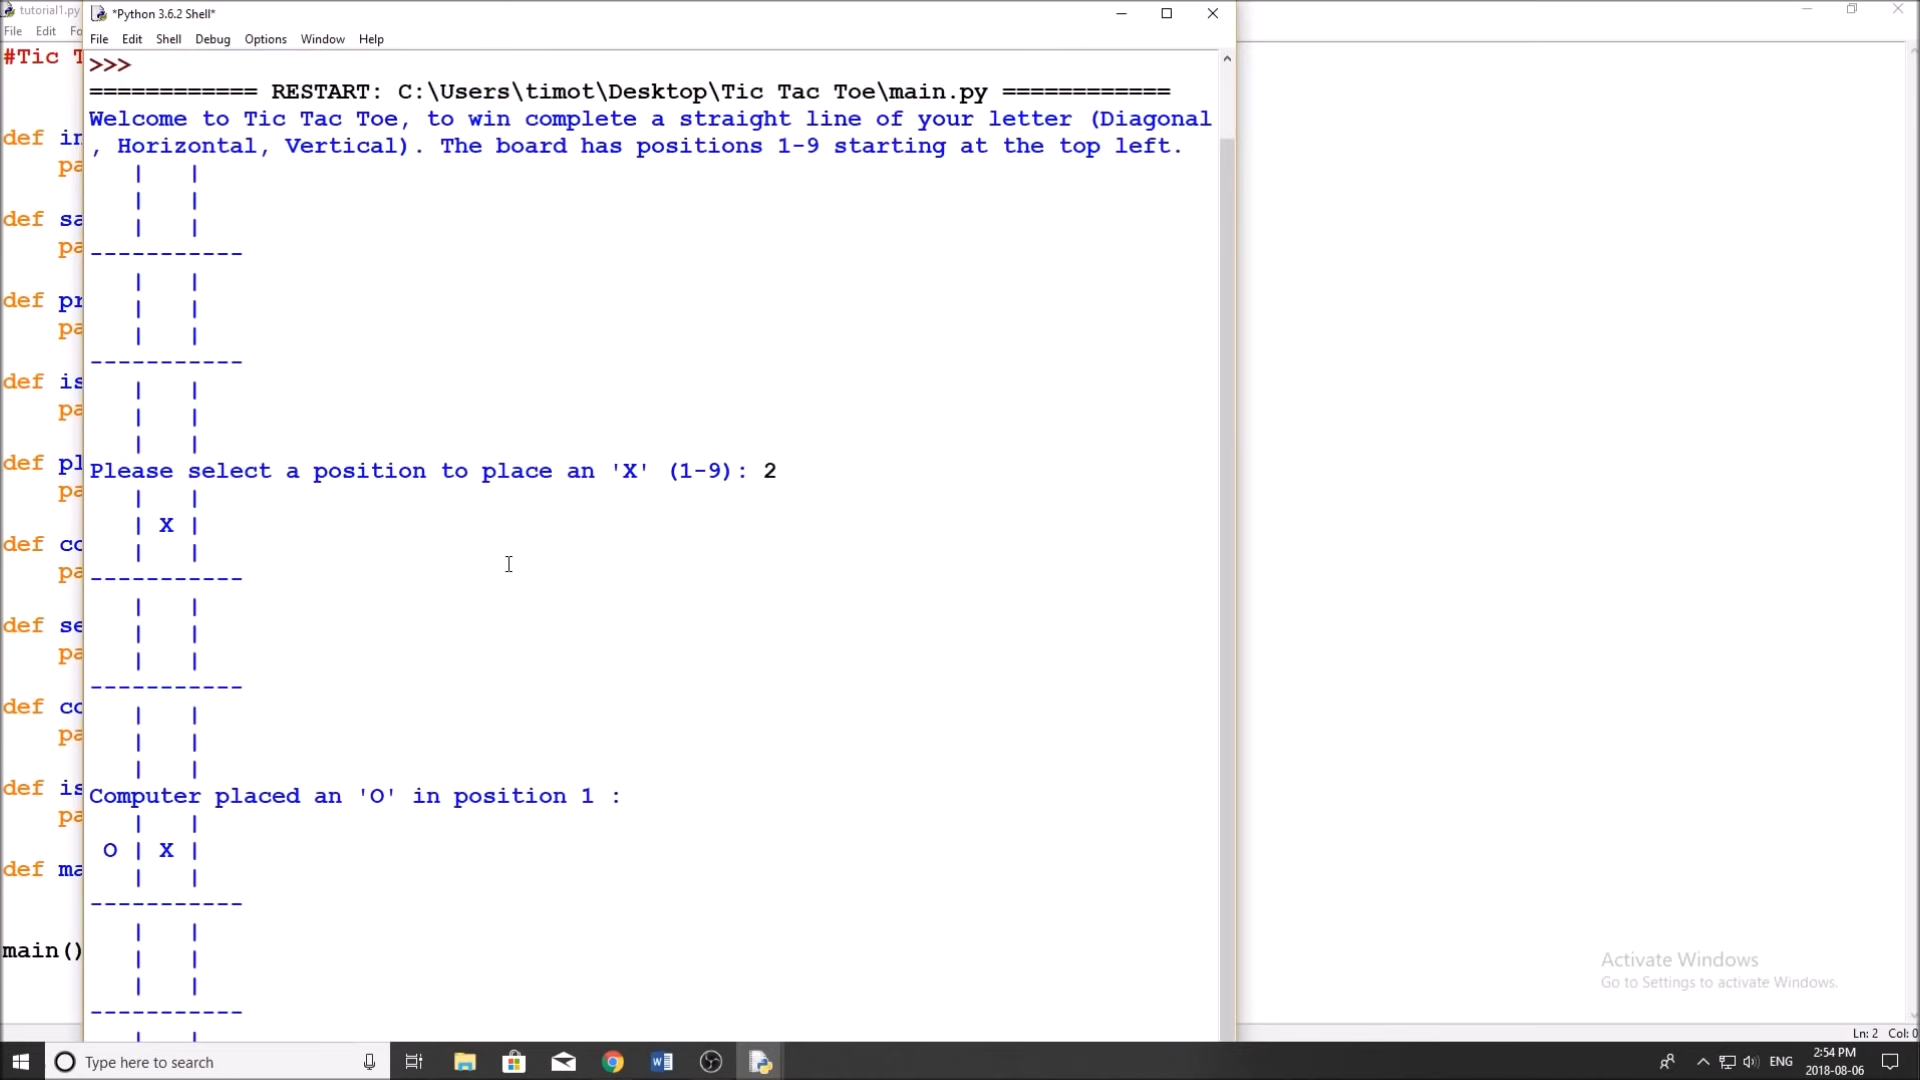 tutorial1.py
File Edit Fo
#Tic T
def in
pa
def sa
pa
def pr
pa
def is
pa
def pl
pa
def co
pa
def se
pa
def co
pa
def is
pa
def ma
main()
*Python 3.6.2 Shell*
File Edit Shell Debug Options Window Help
>>>
============ RESTART: C:\Users\timot\Desktop\Tic Tac Toe\main.py ============
Welcome to Tic Tac Toe, to win complete a straight line of your letter (Diagonal
, Horizontal, Vertical). The board has positions 1-9 starting at the top left.
| |
| |
| |
-----------
| |
| |
| |
-----------
| |
| |
| |
Please select a position to place an 'X' (1-9): 2
| |
| X |
| |
-----------
| |
| |
| |
-----------
| |
| |
| |
Computer placed an 'O' in position 1 :
| |
O | X |
| |
-----------
| |
| |
| |
-----------
| |
Activate Windows
Go to Settings to activate Windows.
Ln: 2 Col: 0
Type here to search
ENG
2:54 PM
2018-08-06